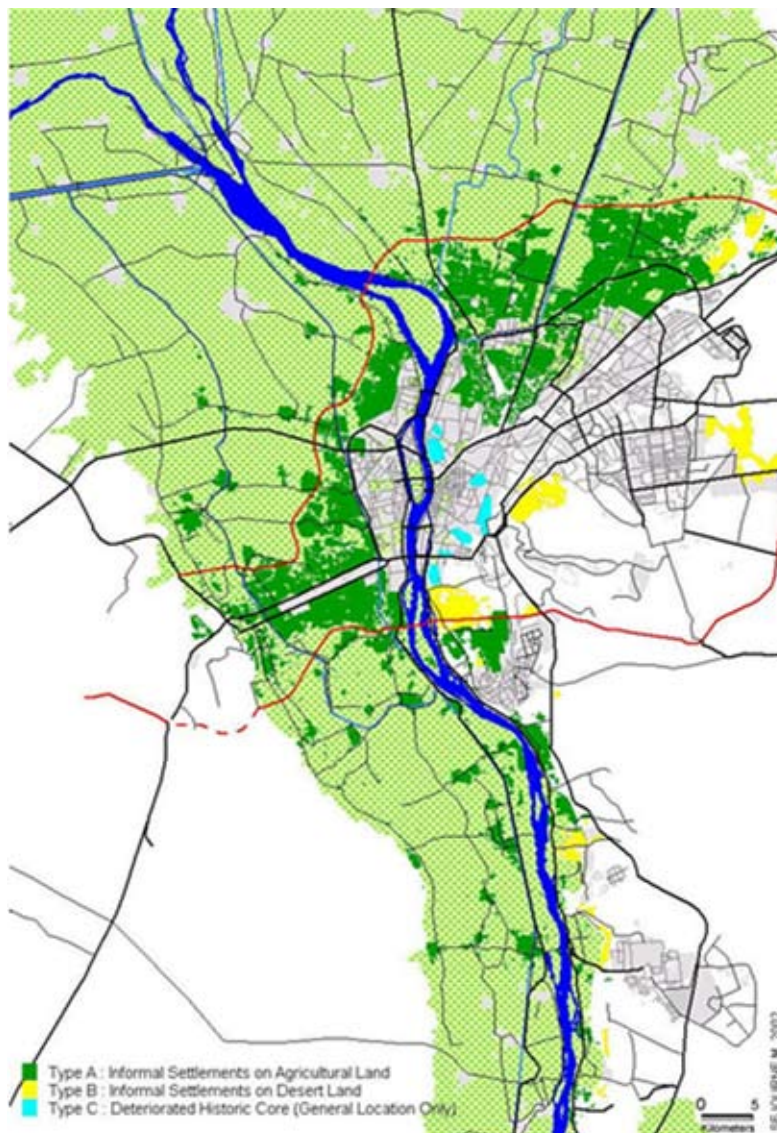 Type A : Informal Settlements on Agricultural Land
Type B : Informal Settlements on Desert Land
Type C : Deteriorated Historic Core (General Location Only)
0 5
Kilometers
M. 2002